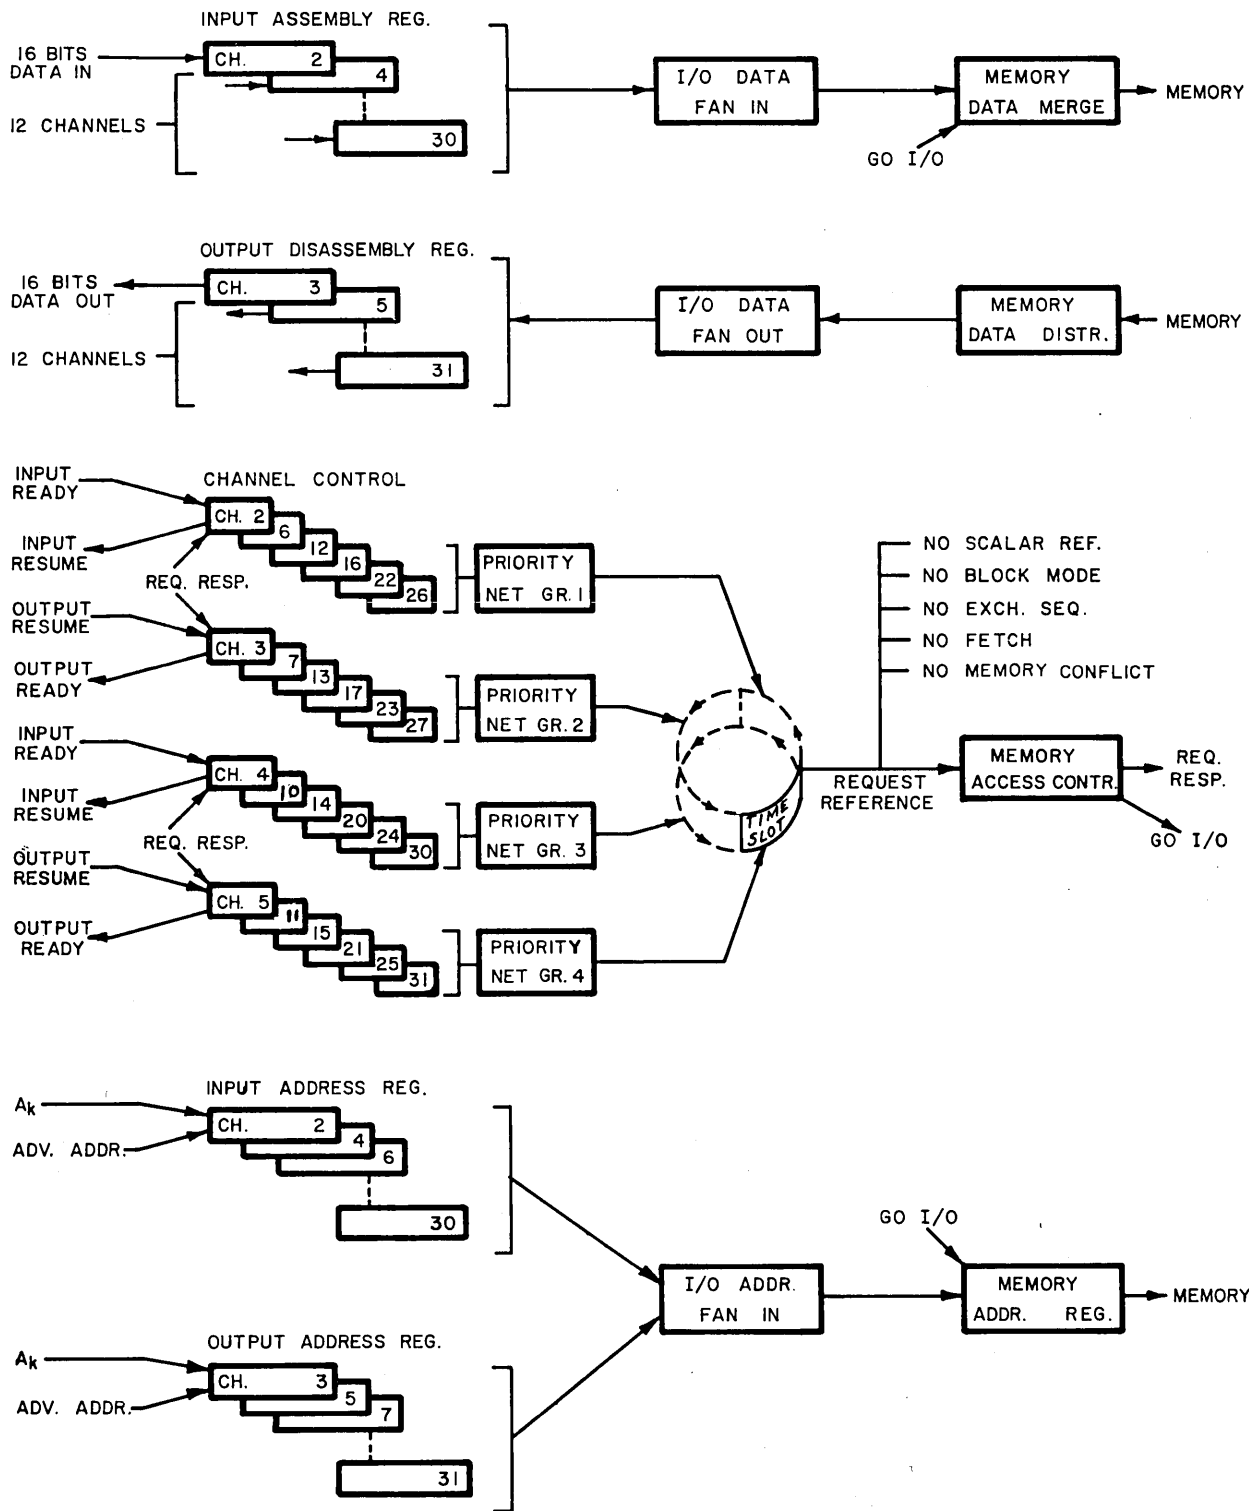 INPUT ASSEMBLY REG.
16 BITS
DATA IN
CH. 2
4
30
12 CHANNELS
I/O DATA
FAN IN
MEMORY
DATA MERGE
MEMORY
GO I/O
OUTPUT DISASSEMBLY REG.
16 BITS
DATA OUT
CH. 3
5
31
12 CHANNELS
I/O DATA
FAN OUT
MEMORY
DATA DISTR.
MEMORY
CHANNEL CONTROL
INPUT
READY
INPUT
RESUME
REQ. RESP.
CH. 2
6
12
16
22
26
PRIORITY
NET GR. 1
OUTPUT
RESUME
OUTPUT
READY
CH. 3
7
13
17
23
27
PRIORITY
NET GR. 2
INPUT
READY
INPUT
RESUME
REQ. RESP.
CH. 4
10
14
20
24
30
PRIORITY
NET GR. 3
OUTPUT
RESUME
OUTPUT
READY
CH. 5
11
15
21
25
31
PRIORITY
NET GR. 4
TIME
SLOT
REQUEST
REFERENCE
NO SCALAR REF.
NO BLOCK MODE
NO EXCH. SEQ.
NO FETCH
NO MEMORY CONFLICT
MEMORY
ACCESS CONTR.
REQ.
RESP.
GO I/O
INPUT ADDRESS REG.
Ak
ADV. ADDR.
CH. 2
4
6
30
OUTPUT ADDRESS REG.
Ak
ADV. ADDR.
CH. 3
5
7
31
I/O ADDR.
FAN IN
GO I/O
MEMORY
ADDR. REG.
MEMORY